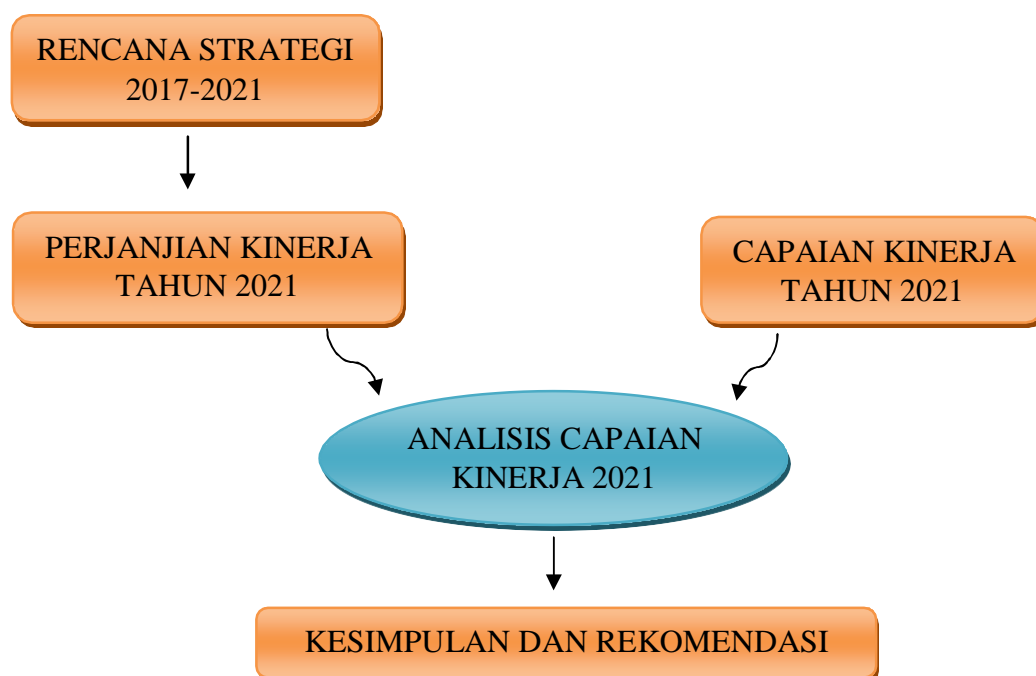 RENCANA STRATEGI
2017-2021
PERJANJIAN KINERJA
TAHUN 2021
CAPAIAN KINERJA
TAHUN 2021
ANALISIS CAPAIAN
KINERJA 2021
KESIMPULAN DAN REKOMENDASI